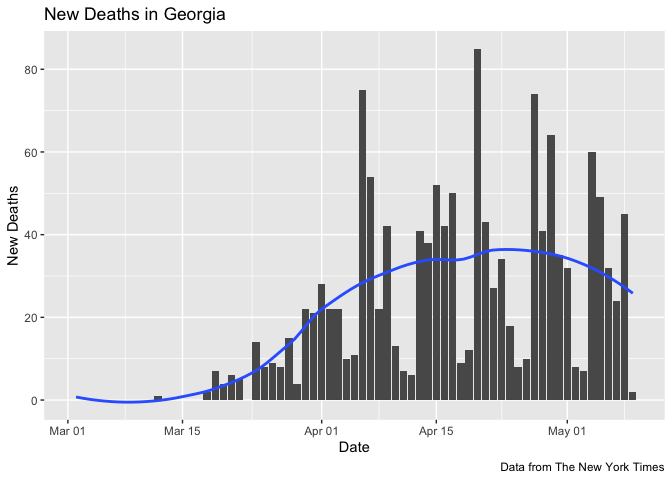 New Deaths in Georgia
New Deaths
80
60
40
20
0
Mar 01 Mar 15 Apr 01 Apr 15 May 01
Date
Data from The New York Times